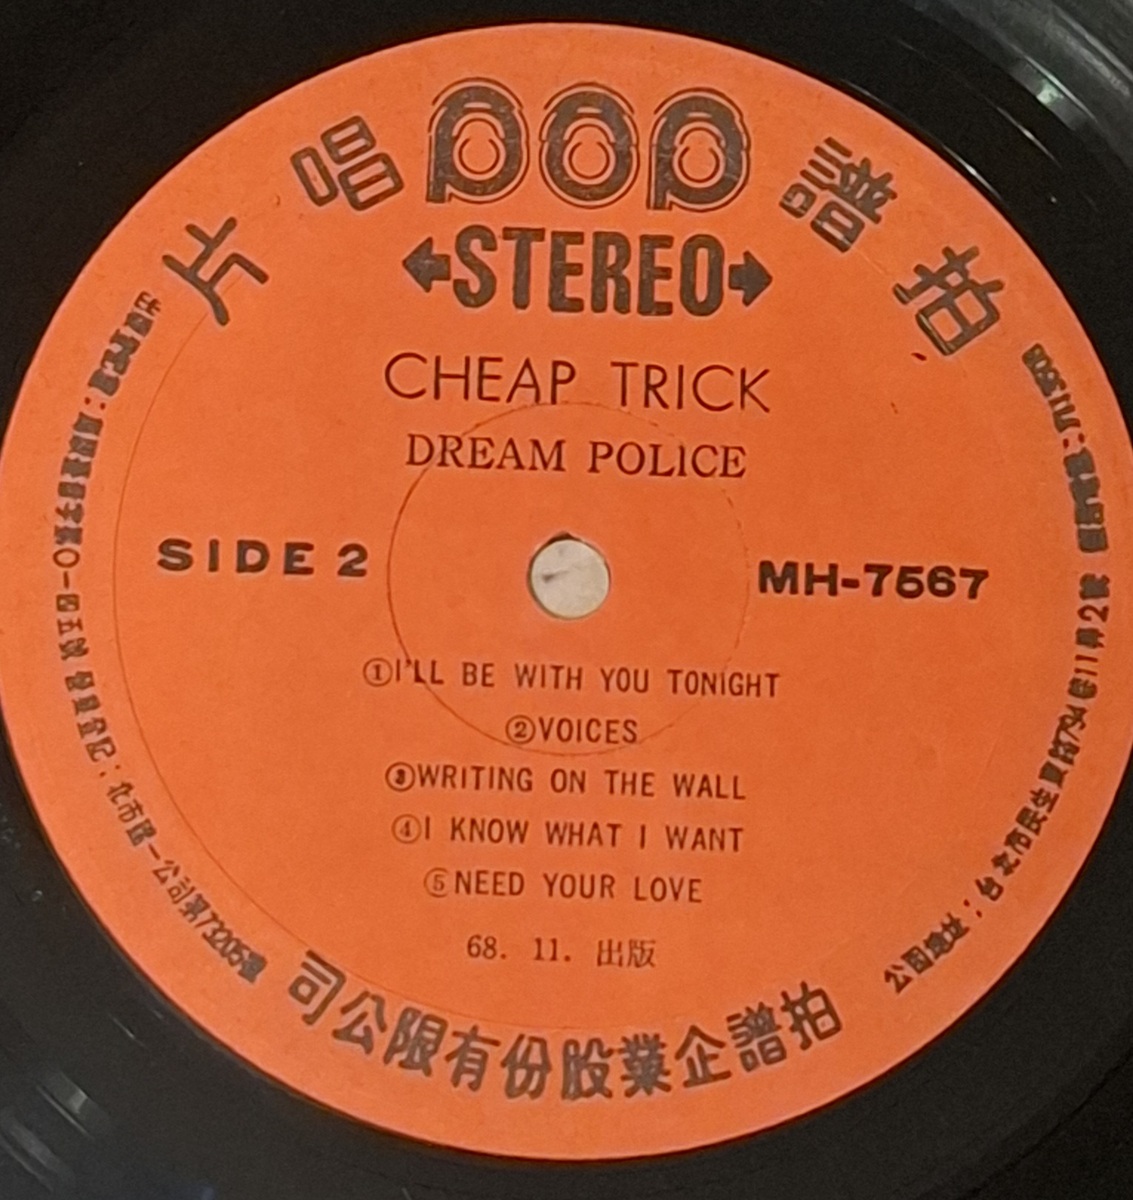 拍譜唱片
POP
STEREO
CHEAP TRICK
DREAM POLICE
SIDE 2
MH-7567
①I'LL BE WITH YOU TONIGHT
②VOICES
③WRITING ON THE WALL
④I KNOW WHAT I WANT
⑤NEED YOUR LOVE
68. 11. 出版
拍譜企業股份有限公司